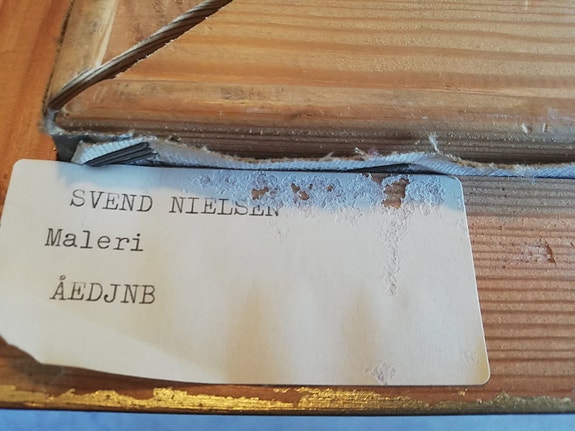 SVEND NIELSEN
Maleri
ÅEDJNB